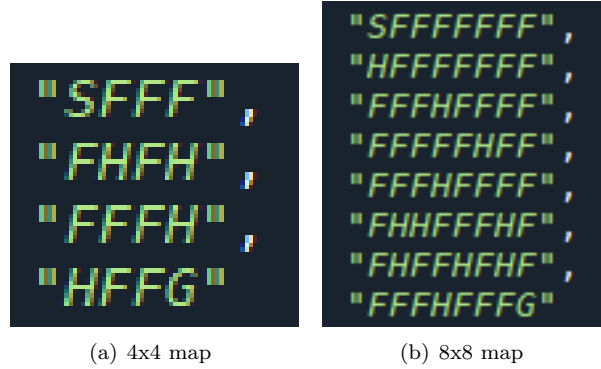 "SFFF",
"FHFH",
"FFFH",
"HFFG"
(a) 4x4 map
"SFFFFFFF",
"HFFFFFFF",
"FFFHFFFF",
"FFFFFHFF",
"FFFHFFFF",
"FHHFFFHF",
"FHFFHFHF",
"FFFHFFFG"
(b) 8x8 map